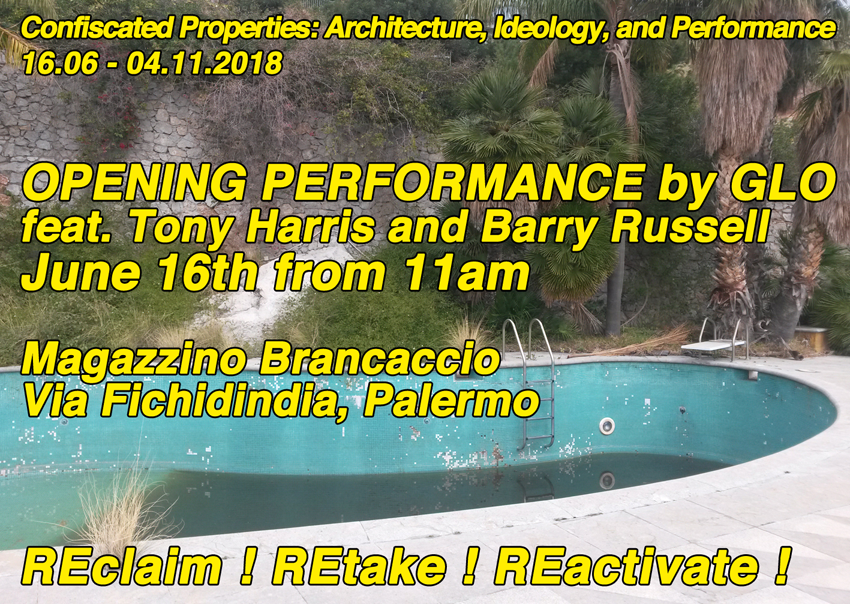 Confiscated Properties: Architecture, Ideology, and Performance
16.06 - 04.11.2018
OPENING PERFORMANCE by GLO
feat. Tony Harris and Barry Russell
June 16th from 11am
Magazzino Brancaccio
Via Fichidindia, Palermo
REclaim ! REtake ! REactivate !